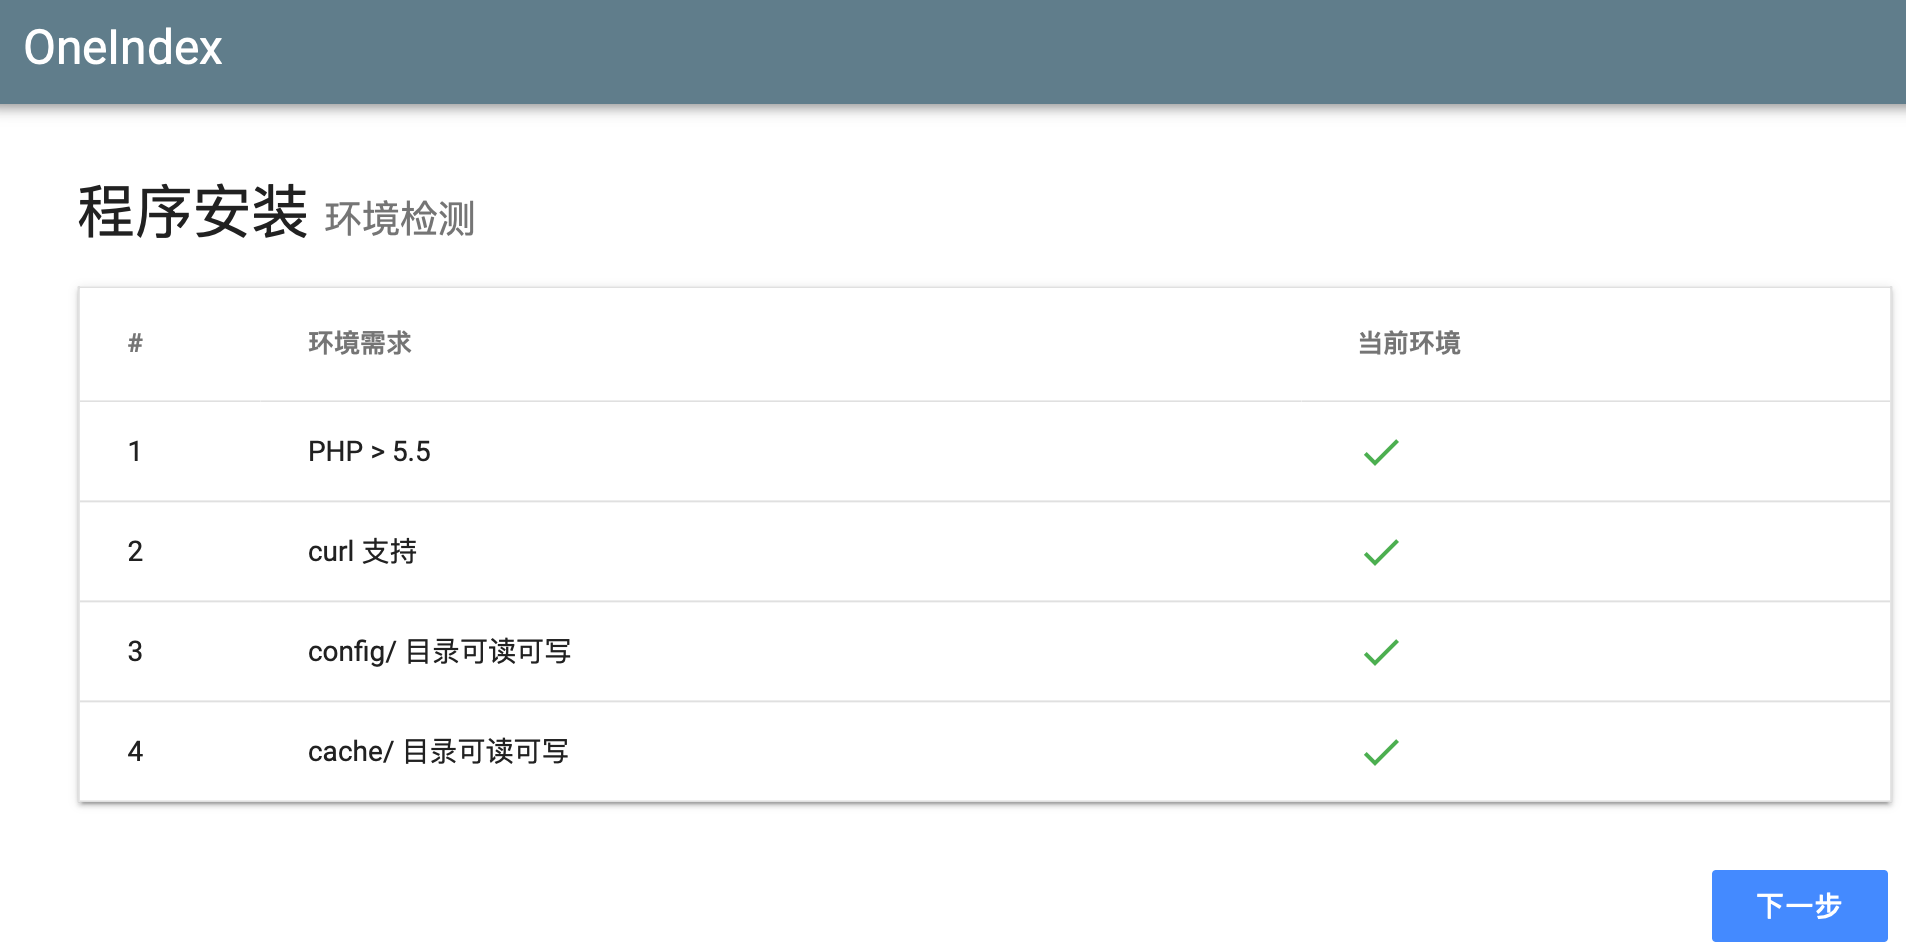 OneIndex
程序安装 环境检测
# 环境需求 当前环境
1 PHP > 5.5
2 curl 支持
3 config/ 目录可读可写
4 cache/ 目录可读可写
下一步